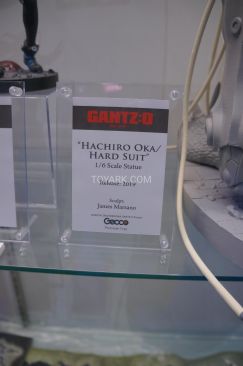 GANTZ:O
"HACHIRO OKA/
HARD SUIT"
1/6 Scale Statue
TOYARK.COM
Release: 2019
Sculpt:
James Marsano
Gecco